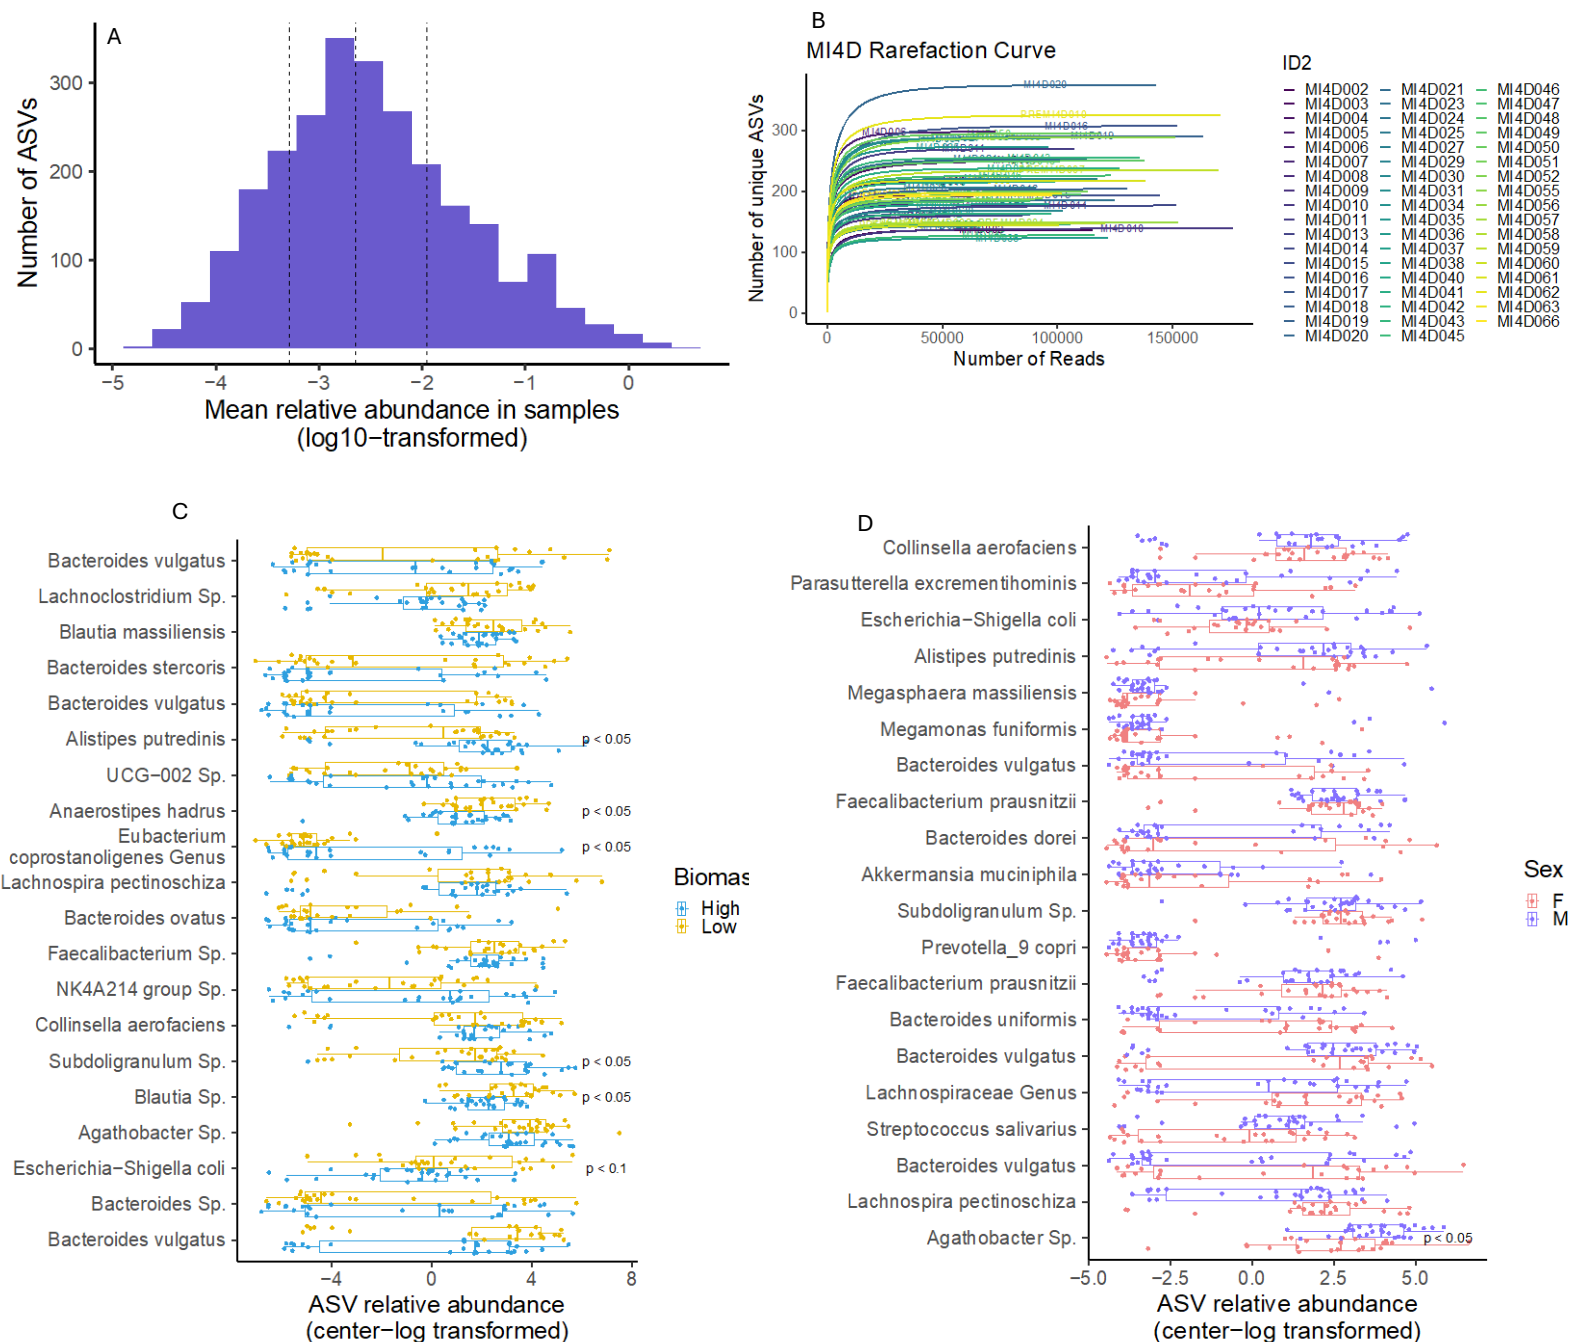 A
Number of ASVs
300
200
100
0
−5
−4
−3
−2
−1
0
Mean relative abundance in samples
(log10−transformed)
B
MI4D Rarefaction Curve
Number of unique ASVs
300
200
100
0
MI4D020
MI4D016
MI4D006
MI4D018
0
50000
100000
150000
Number of Reads
ID2
MI4D002
MI4D003
MI4D004
MI4D005
MI4D006
MI4D007
MI4D008
MI4D009
MI4D010
MI4D011
MI4D013
MI4D014
MI4D015
MI4D016
MI4D017
MI4D018
MI4D019
MI4D020
MI4D021
MI4D023
MI4D024
MI4D025
MI4D027
MI4D029
MI4D030
MI4D031
MI4D034
MI4D035
MI4D036
MI4D037
MI4D038
MI4D040
MI4D041
MI4D042
MI4D043
MI4D045
MI4D046
MI4D047
MI4D048
MI4D049
MI4D050
MI4D051
MI4D052
MI4D055
MI4D056
MI4D057
MI4D058
MI4D059
MI4D060
MI4D061
MI4D062
MI4D063
MI4D066
C
Bacteroides vulgatus
Lachnoclostridium Sp.
Blautia massiliensis
Bacteroides stercoris
Bacteroides vulgatus
Alistipes putredinis
p < 0.05
UCG−002 Sp.
Anaerostipes hadrus
p < 0.05
Eubacterium
coprostanoligenes Genus
p < 0.05
Lachnospira pectinoschiza
Bacteroides ovatus
Faecalibacterium Sp.
NK4A214 group Sp.
Collinsella aerofaciens
Subdoligranulum Sp.
p < 0.05
Blautia Sp.
p < 0.05
Agathobacter Sp.
Escherichia−Shigella coli
p < 0.1
Bacteroides Sp.
Bacteroides vulgatus
−4
0
4
8
ASV relative abundance
(center−log transformed)
Biomas
High
Low
D
Collinsella aerofaciens
Parasutterella excrementihominis
Escherichia−Shigella coli
Alistipes putredinis
Megasphaera massiliensis
Megamonas funiformis
Bacteroides vulgatus
Faecalibacterium prausnitzii
Bacteroides dorei
Akkermansia muciniphila
Subdoligranulum Sp.
Prevotella_9 copri
Faecalibacterium prausnitzii
Bacteroides uniformis
Bacteroides vulgatus
Lachnospiraceae Genus
Streptococcus salivarius
Bacteroides vulgatus
Lachnospira pectinoschiza
Agathobacter Sp.
p < 0.05
−5.0
−2.5
0.0
2.5
5.0
ASV relative abundance
(center−log transformed)
Sex
F
M